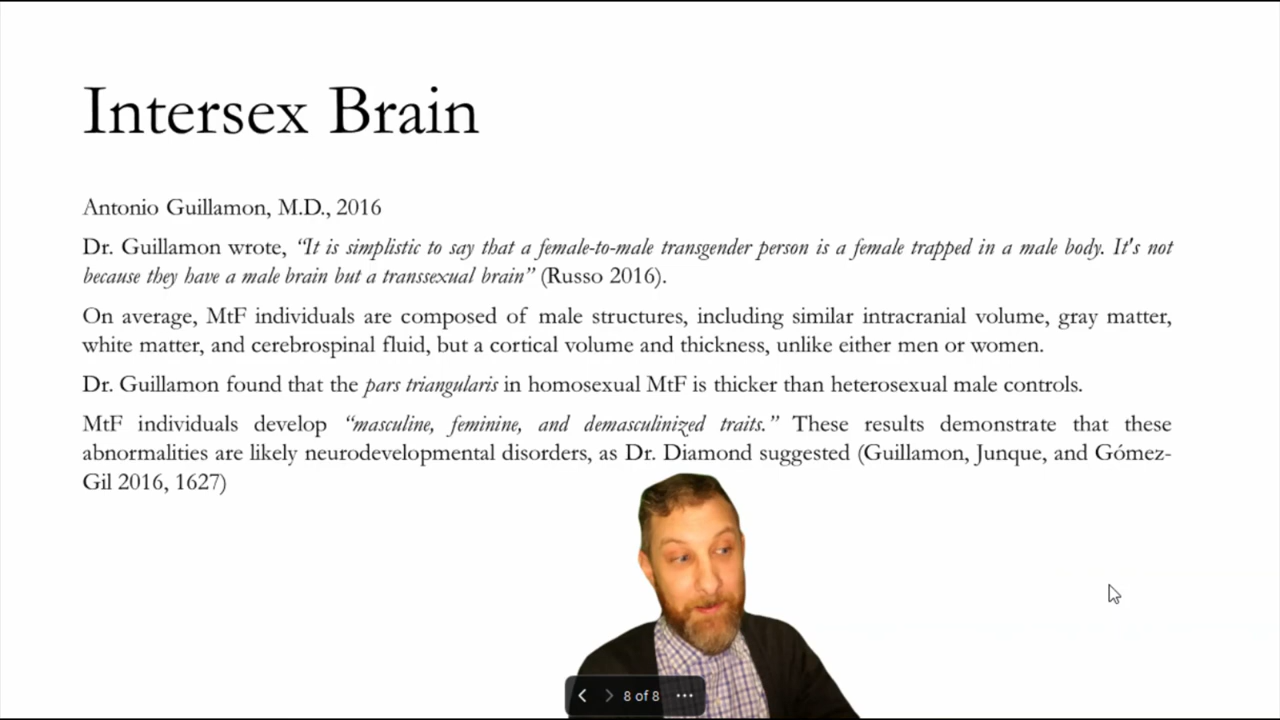 Intersex Brain
Antonio Guillamon, M.D., 2016
Dr. Guillamon wrote, “It is simplistic to say that a female-to-male transgender person is a female trapped in a male body. It's not
because they have a male brain but a transsexual brain” (Russo 2016).
On average, MtF individuals are composed of male structures, including similar intracranial volume, gray matter,
white matter, and cerebrospinal fluid, but a cortical volume and thickness, unlike either men or women.
Dr. Guillamon found that the pars triangularis in homosexual MtF is thicker than heterosexual male controls.
MtF individuals develop “masculine, feminine, and demasculinized traits.” These results demonstrate that these
abnormalities are likely neurodevelopmental disorders, as Dr. Diamond suggested (Guillamon, Junque, and Gómez-
Gil 2016, 1627)
8 of 8